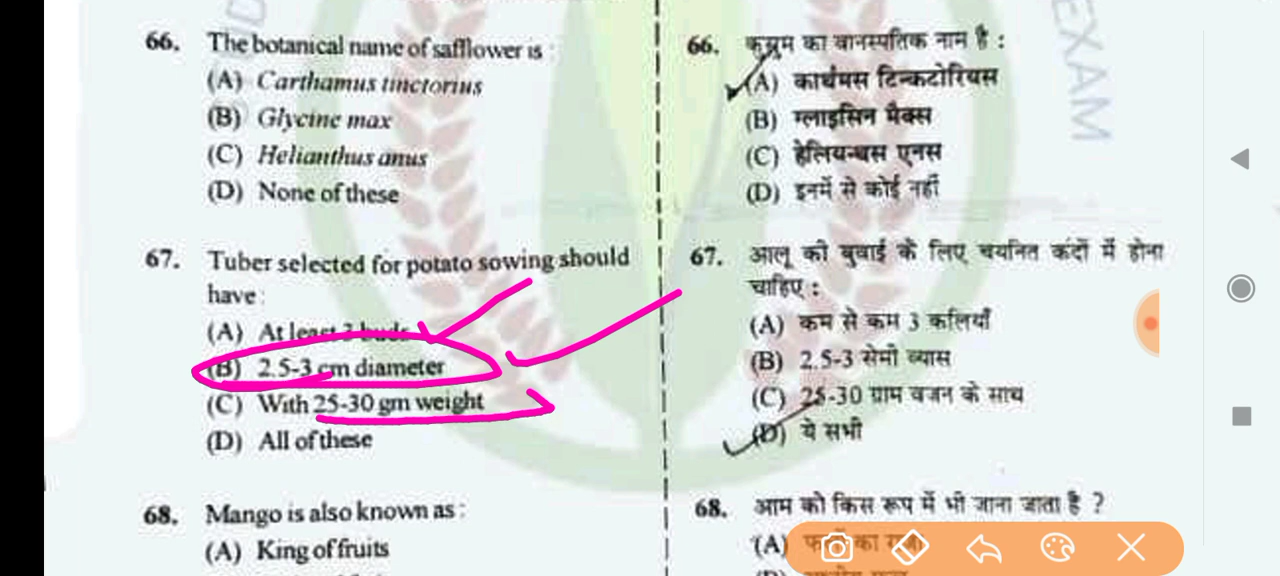 EXAM
66. The botanical name of safflower is :
(A) Carthamus tinctorius
(B) Glycine max
(C) Helianthus anus
(D) None of these
67. Tuber selected for potato sowing should
have :
(A) At least 3 buds
(B) 2.5-3 cm diameter
(C) With 25-30 gm weight
(D) All of these
68. Mango is also known as :
(A) King of fruits
66. कुसुम का वानस्पतिक नाम है :
(A) कार्थमस टिन्कटोरियस
(B) ग्लाइसिन मैक्स
(C) हेलियन्थस एनस
(D) इनमें से कोई नहीं
67. आलू की बुवाई के लिए चयनित कंदों में होना
चाहिए :
(A) कम से कम 3 कलियाँ
(B) 2.5-3 सेमी व्यास
(C) 25-30 ग्राम वजन के साथ
(D) ये सभी
68. आम को किस रूप में भी जाना जाता है ?
(A) का